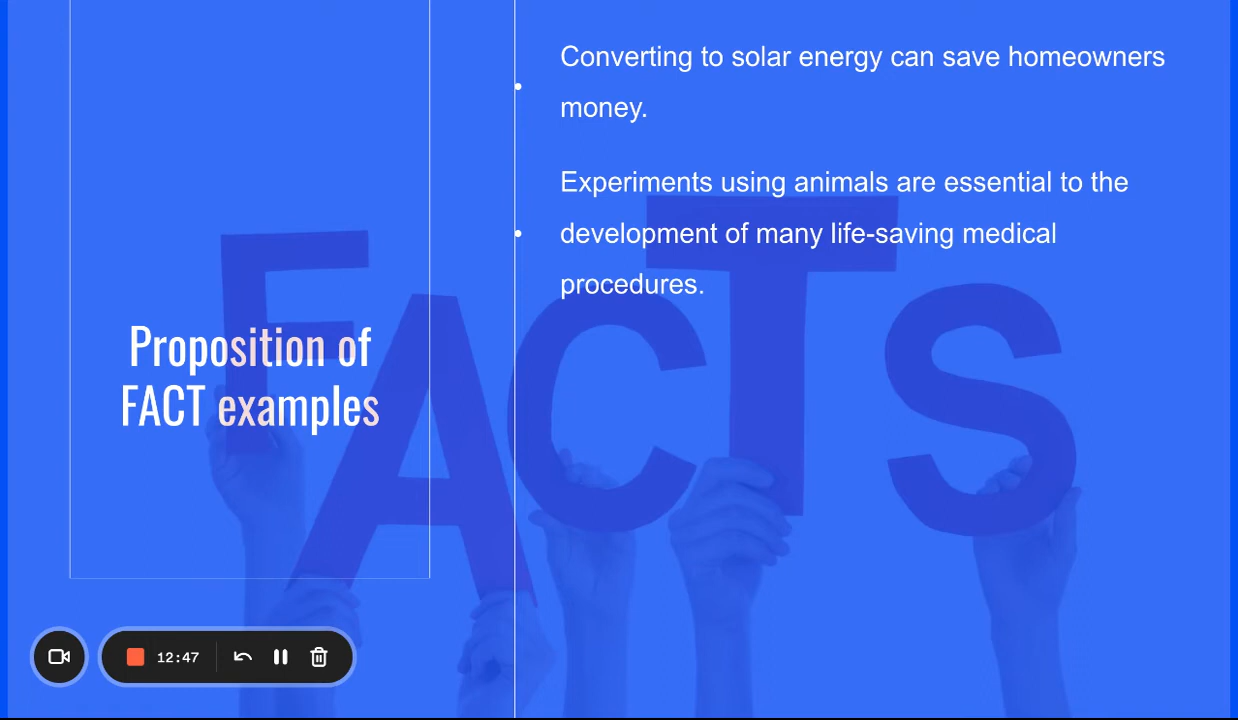 Proposition of
FACT examples
Converting to solar energy can save homeowners
money.
Experiments using animals are essential to the
development of many life-saving medical
procedures.
FACTS
12:47